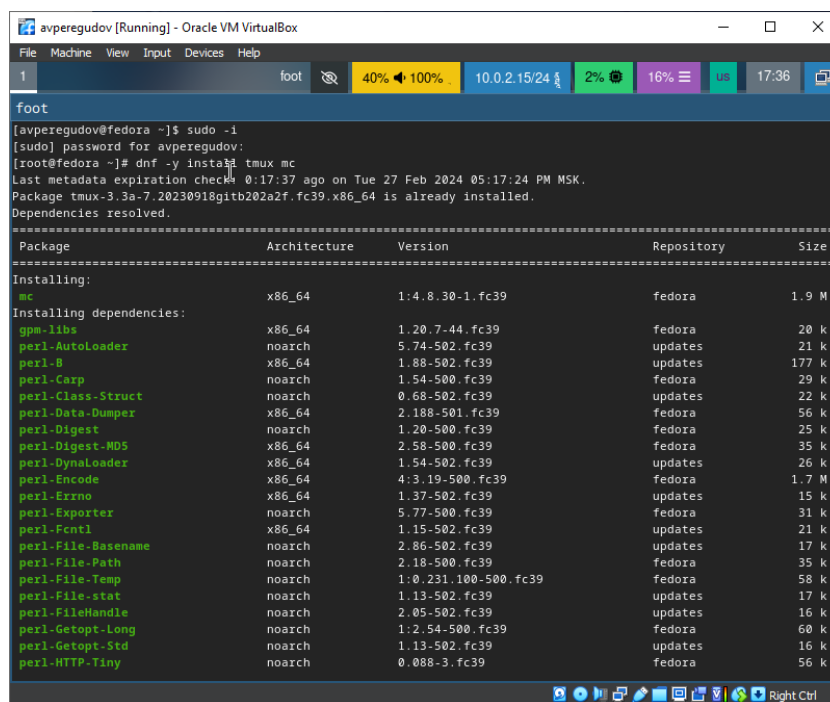 avperegudov [Running] - Oracle VM VirtualBox
File Machine View Input Devices Help
1 foot 40% 100% 10.0.2.15/24 2% 16% us 17:36
foot
[avperegudov@fedora ~]$ sudo -i
[sudo] password for avperegudov:
[root@fedora ~]# dnf -y install tmux mc
Last metadata expiration check: 0:17:37 ago on Tue 27 Feb 2024 05:17:24 PM MSK.
Package tmux-3.3a-7.20230918gitb202a2f.fc39.x86_64 is already installed.
Dependencies resolved.
================================================================================
Package Architecture Version Repository Size
================================================================================
Installing:
mc x86_64 1:4.8.30-1.fc39 fedora 1.9 M
Installing dependencies:
gpm-libs x86_64 1.20.7-44.fc39 fedora 20 k
perl-AutoLoader noarch 5.74-502.fc39 updates 21 k
perl-B x86_64 1.88-502.fc39 updates 177 k
perl-Carp noarch 1.54-500.fc39 fedora 29 k
perl-Class-Struct noarch 0.68-502.fc39 updates 22 k
perl-Data-Dumper x86_64 2.188-501.fc39 fedora 56 k
perl-Digest noarch 1.20-500.fc39 fedora 25 k
perl-Digest-MD5 x86_64 2.58-500.fc39 fedora 35 k
perl-DynaLoader x86_64 1.54-502.fc39 updates 26 k
perl-Encode x86_64 4:3.19-500.fc39 fedora 1.7 M
perl-Errno x86_64 1.37-502.fc39 updates 15 k
perl-Exporter noarch 5.77-500.fc39 fedora 31 k
perl-Fcntl x86_64 1.15-502.fc39 updates 21 k
perl-File-Basename noarch 2.86-502.fc39 updates 17 k
perl-File-Path noarch 2.18-500.fc39 fedora 35 k
perl-File-Temp noarch 1:0.231.100-500.fc39 fedora 58 k
perl-File-stat noarch 1.13-502.fc39 updates 17 k
perl-FileHandle noarch 2.05-502.fc39 updates 16 k
perl-Getopt-Long noarch 1:2.54-500.fc39 fedora 60 k
perl-Getopt-Std noarch 1.13-502.fc39 updates 16 k
perl-HTTP-Tiny noarch 0.088-3.fc39 fedora 56 k
Right Ctrl